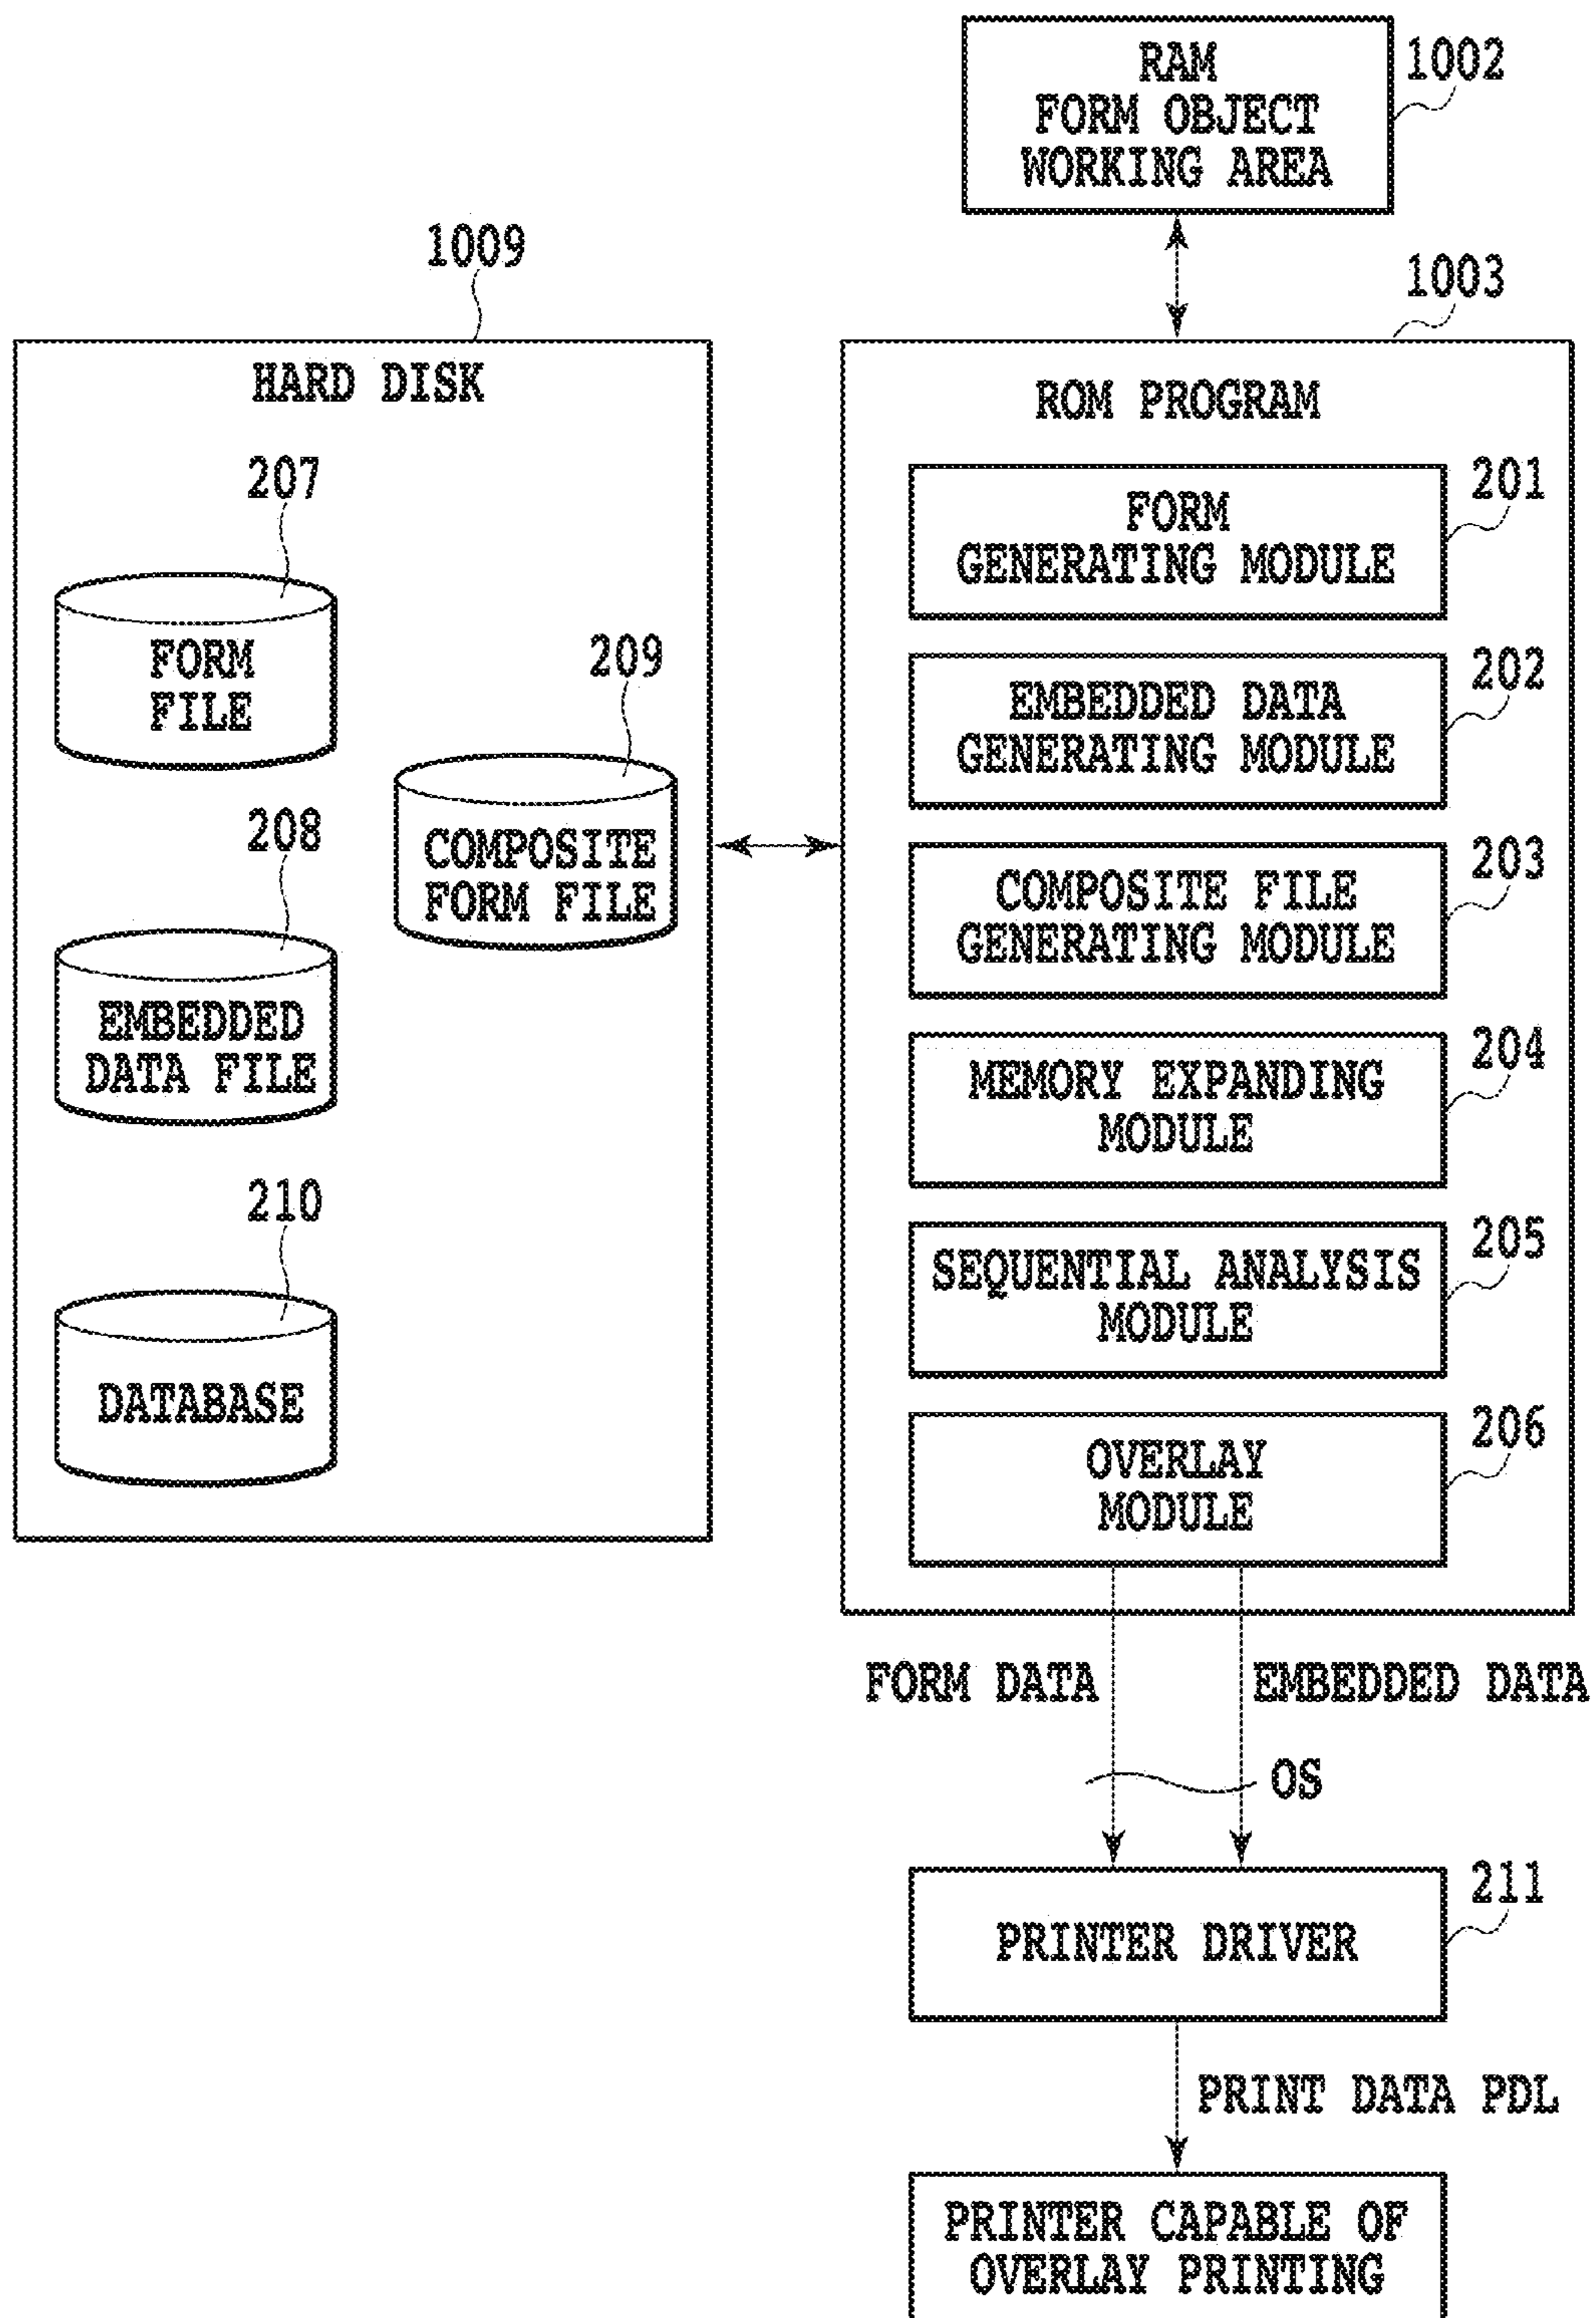 RAM
FORM OBJECT
WORKING AREA
1002
1009
1003
HARD DISK
207
FORM
FILE
209
COMPOSITE
FORM FILE
208
EMBEDDED
DATA FILE
210
DATABASE
ROM PROGRAM
201
FORM
GENERATING MODULE
202
EMBEDDED DATA
GENERATING MODULE
203
COMPOSITE FILE
GENERATING MODULE
204
MEMORY EXPANDING
MODULE
205
SEQUENTIAL ANALYSIS
MODULE
206
OVERLAY
MODULE
FORM DATA
EMBEDDED DATA
OS
211
PRINTER DRIVER
PRINT DATA PDL
PRINTER CAPABLE OF
OVERLAY PRINTING